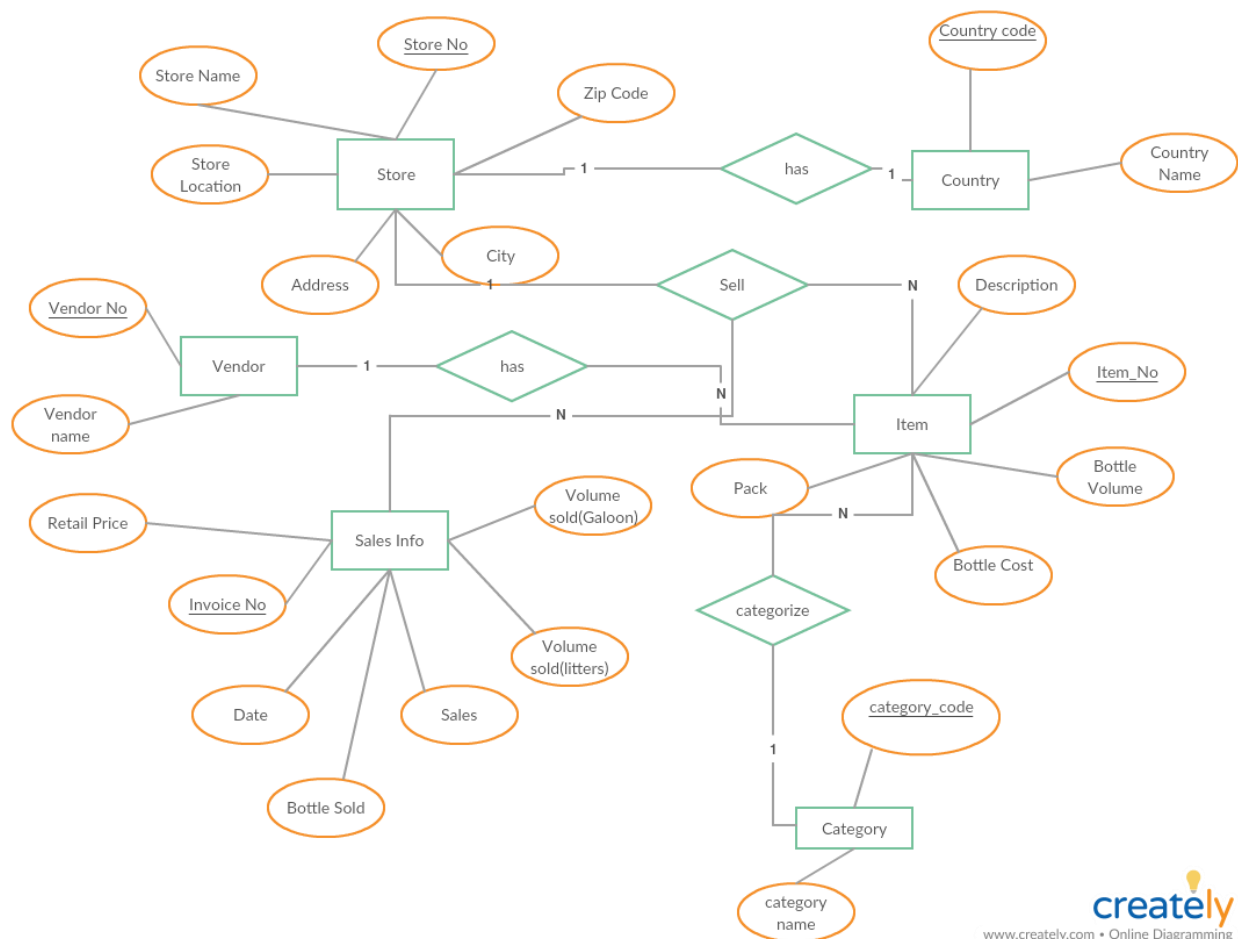 Country code
Store No
Store Name
Zip Code
Store
Location
Store
1
has
1
Country
Country
Name
City
Address
1
Sell
N
Description
Vendor No
Vendor
1
has
N
Item_No
Vendor
name
N
Item
Bottle
Volume
Pack
Volume
sold(Galoon)
Retail Price
Sales Info
N
Bottle Cost
Invoice No
categorize
Volume
sold(litters)
Date
Sales
category_code
1
Bottle Sold
Category
category
name
creately
www.creately.com • Online Diagramming